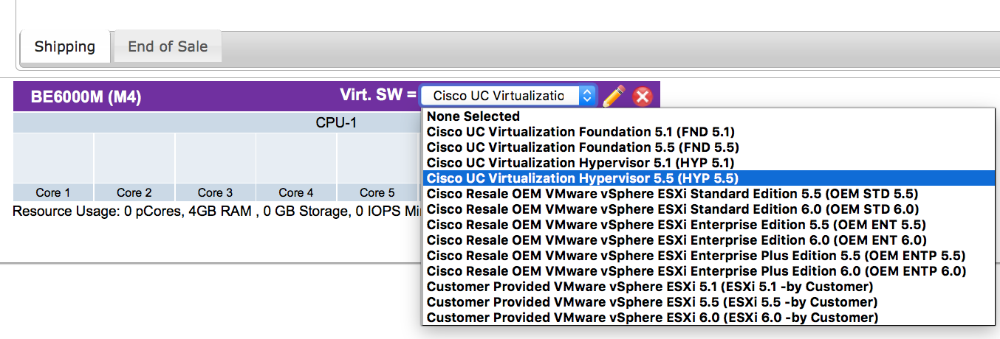 Shipping End of Sale
BE6000M (M4) Virt. SW = Cisco UC Virtualizatio
None Selected
Cisco UC Virtualization Foundation 5.1 (FND 5.1)
Cisco UC Virtualization Foundation 5.5 (FND 5.5)
Cisco UC Virtualization Hypervisor 5.1 (HYP 5.1)
Cisco UC Virtualization Hypervisor 5.5 (HYP 5.5)
Cisco Resale OEM VMware vSphere ESXi Standard Edition 5.5 (OEM STD 5.5)
Cisco Resale OEM VMware vSphere ESXi Standard Edition 6.0 (OEM STD 6.0)
Cisco Resale OEM VMware vSphere ESXi Enterprise Edition 5.5 (OEM ENT 5.5)
Cisco Resale OEM VMware vSphere ESXi Enterprise Edition 6.0 (OEM ENT 6.0)
Cisco Resale OEM VMware vSphere ESXi Enterprise Plus Edition 5.5 (OEM ENTP 5.5)
Cisco Resale OEM VMware vSphere ESXi Enterprise Plus Edition 6.0 (OEM ENTP 6.0)
Customer Provided VMware vSphere ESXi 5.1 (ESXi 5.1 -by Customer)
Customer Provided VMware vSphere ESXi 5.5 (ESXi 5.5 -by Customer)
Customer Provided VMware vSphere ESXi 6.0 (ESXi 6.0 -by Customer)
CPU-1
Core 1 Core 2 Core 3 Core 4 Core 5
Resource Usage: 0 pCores, 4GB RAM , 0 GB Storage, 0 IOPS Mi